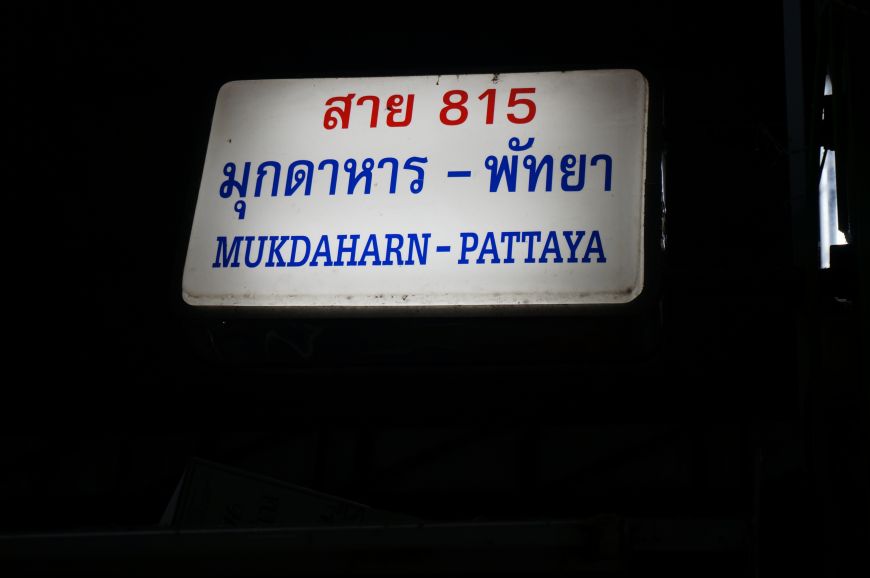 สาย 815
มุกดาหาร - พัทยา
MUKDAHARN - PATTAYA